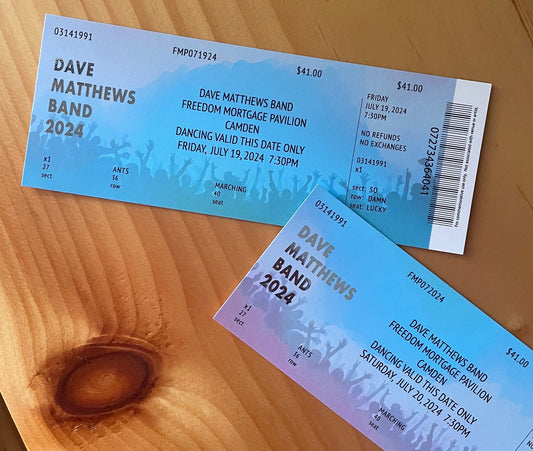 03141991
FMP071924
$41.00
$41.00
DAVE
MATTHEWS
BAND
2024
DAVE MATTHEWS BAND
FREEDOM MORTGAGE PAVILION
CAMDEN
DANCING VALID THIS DATE ONLY
FRIDAY, JULY 19, 2024 7:30PM
x1
27
sect
ANTS
36
row
MARCHING
40
seat
FRIDAY
JULY 19, 2024
7:30PM
NO REFUNDS
NO EXCHANGES
03141991
x1
sect: SO
row: DAMN
seat: LUCKY
072734364041
03141991
FMP072024
$41.00
DAVE
MATTHEWS
BAND
2024
DAVE MATTHEWS BAND
FREEDOM MORTGAGE PAVILION
CAMDEN
DANCING VALID THIS DATE ONLY
SATURDAY, JULY 20, 2024 7:30PM
x1
27
sect
ANTS
36
row
MARCHING
40
seat